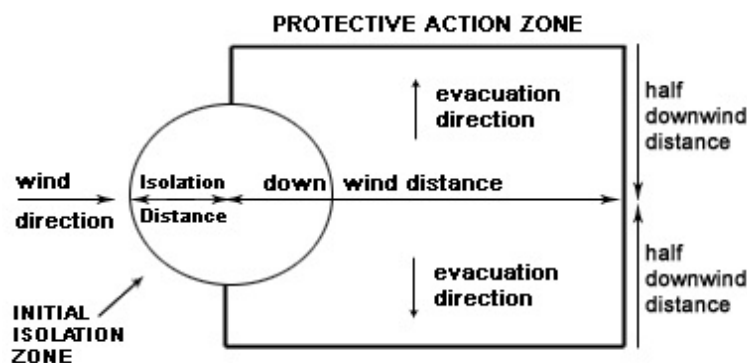 PROTECTIVE ACTION ZONE
half
downwind
distance
evacuation
direction
wind
direction
Isolation
Distance
down wind distance
evacuation
direction
half
downwind
distance
INITIAL
ISOLATION
ZONE